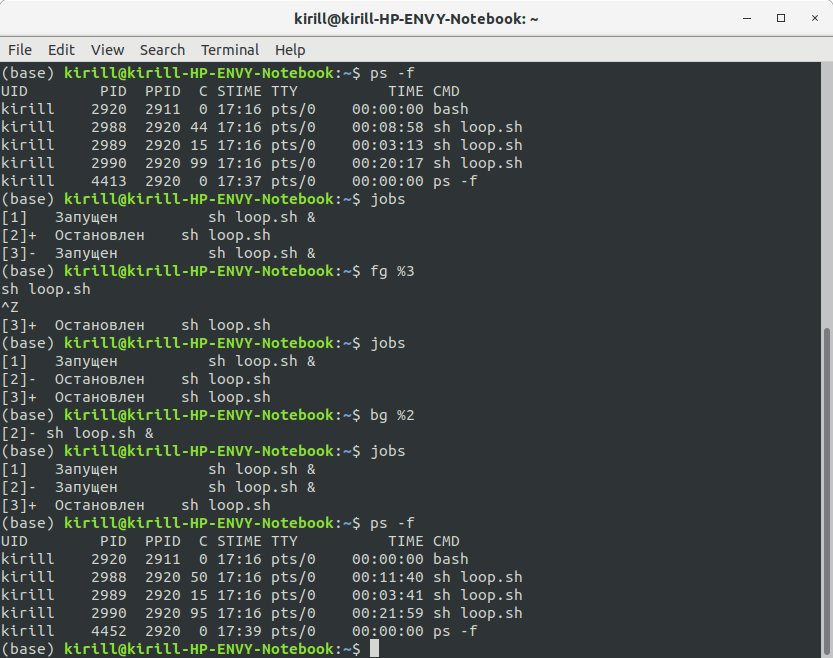 kirill@kirill-HP-ENVY-Notebook: ~
File Edit View Search Terminal Help
(base) kirill@kirill-HP-ENVY-Notebook:~$ ps -f
UID        PID  PPID  C STIME TTY          TIME CMD
kirill    2920  2911  0 17:16 pts/0    00:00:00 bash
kirill    2988  2920 44 17:16 pts/0    00:08:58 sh loop.sh
kirill    2989  2920 15 17:16 pts/0    00:03:13 sh loop.sh
kirill    2990  2920 99 17:16 pts/0    00:20:17 sh loop.sh
kirill    4413  2920  0 17:37 pts/0    00:00:00 ps -f
(base) kirill@kirill-HP-ENVY-Notebook:~$ jobs
[1]   Запущен          sh loop.sh &
[2]+  Остановлен    sh loop.sh
[3]-  Запущен          sh loop.sh &
(base) kirill@kirill-HP-ENVY-Notebook:~$ fg %3
sh loop.sh
^Z
[3]+  Остановлен    sh loop.sh
(base) kirill@kirill-HP-ENVY-Notebook:~$ jobs
[1]   Запущен          sh loop.sh &
[2]-  Остановлен    sh loop.sh
[3]+  Остановлен    sh loop.sh
(base) kirill@kirill-HP-ENVY-Notebook:~$ bg %2
[2]- sh loop.sh &
(base) kirill@kirill-HP-ENVY-Notebook:~$ jobs
[1]   Запущен          sh loop.sh &
[2]-  Запущен          sh loop.sh &
[3]+  Остановлен    sh loop.sh
(base) kirill@kirill-HP-ENVY-Notebook:~$ ps -f
UID        PID  PPID  C STIME TTY          TIME CMD
kirill    2920  2911  0 17:16 pts/0    00:00:00 bash
kirill    2988  2920 50 17:16 pts/0    00:11:40 sh loop.sh
kirill    2989  2920 15 17:16 pts/0    00:03:41 sh loop.sh
kirill    2990  2920 95 17:16 pts/0    00:21:59 sh loop.sh
kirill    4452  2920  0 17:39 pts/0    00:00:00 ps -f
(base) kirill@kirill-HP-ENVY-Notebook:~$